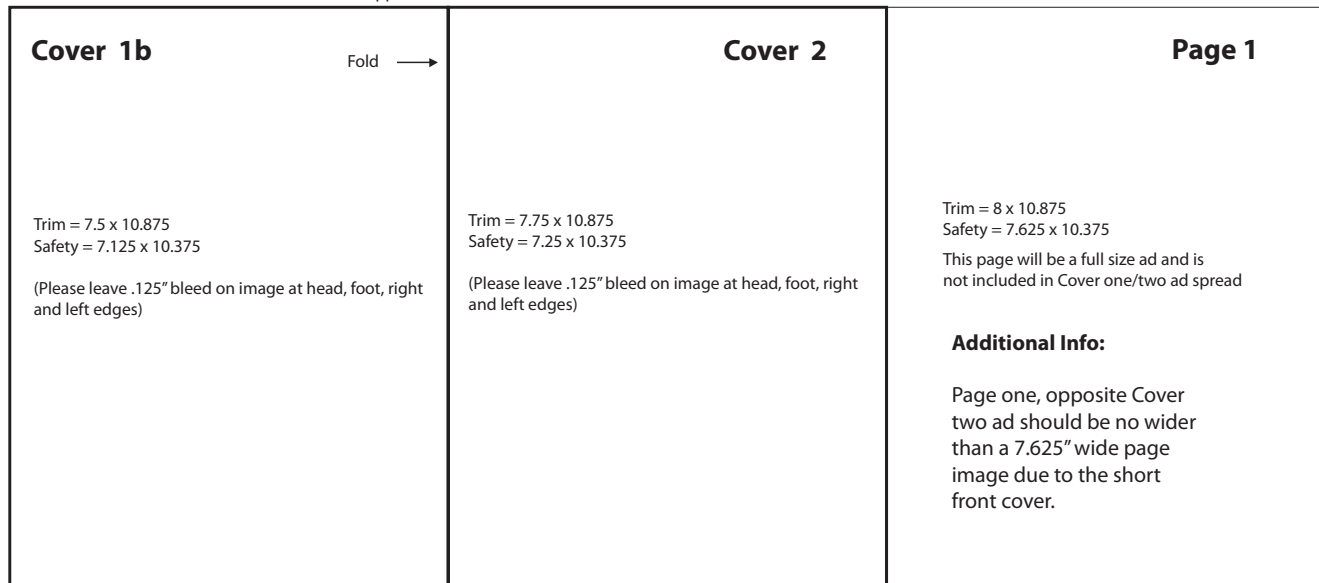 Cover 1b
Fold
Trim = 7.5 x 10.875
Safety = 7.125 x 10.375
(Please leave .125” bleed on image at head, foot, right
and left edges)
Cover 2
Trim = 7.75 x 10.875
Safety = 7.25 x 10.375
(Please leave .125” bleed on image at head, foot, right
and left edges)
Page 1
Trim = 8 x 10.875
Safety = 7.625 x 10.375
This page will be a full size ad and is
not included in Cover one/two ad spread
Additional Info:
Page one, opposite Cover
two ad should be no wider
than a 7.625” wide page
image due to the short
front cover.